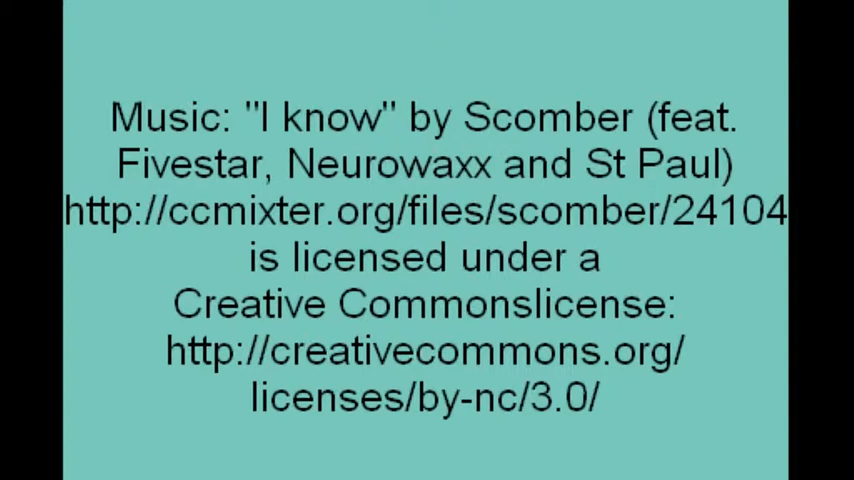 Music: "I know" by Scomber (feat.
Fivestar, Neurowaxx and St Paul)
http://ccmixter.org/files/scomber/24104
is licensed under a
Creative Commonslicense:
http://creativecommons.org/
licenses/by-nc/3.0/